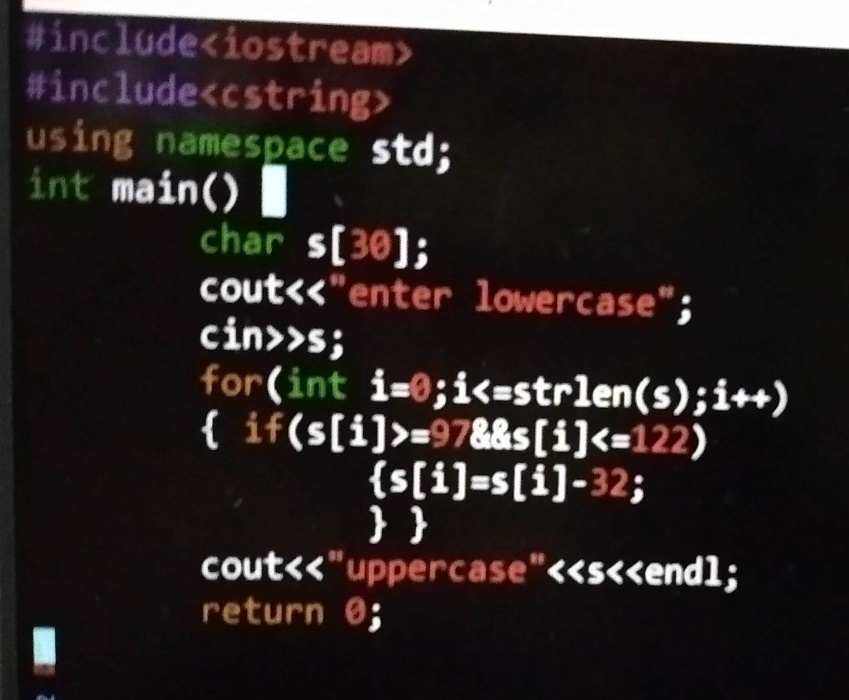 #include<iostream>
#include<cstring>
using namespace std;
int main()
char s[30];
cout<<"enter lowercase";
cin>>s;
for(int i=0;i<=strlen(s);i++)
{ if(s[i]>=97&&s[i]<=122)
{s[i]=s[i]-32;
} }
cout<<"uppercase"<<s<<endl;
return 0;